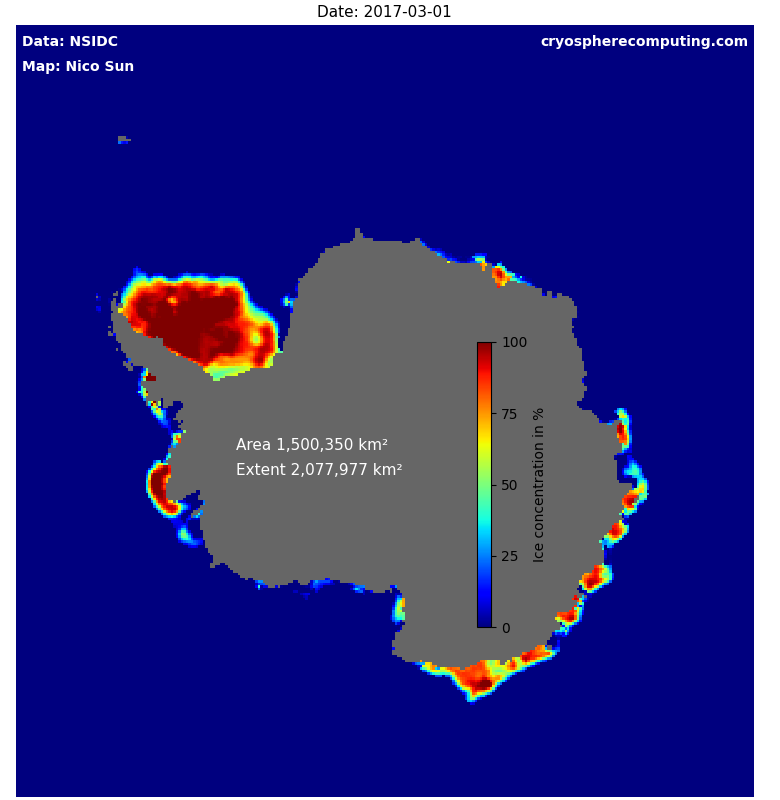 Date: 2017-03-01
Data: NSIDC
cryospherecomputing.com
Map: Nico Sun
100
75
50
25
0
Ice concentration in %
Area 1,500,350 km²
Extent 2,077,977 km²